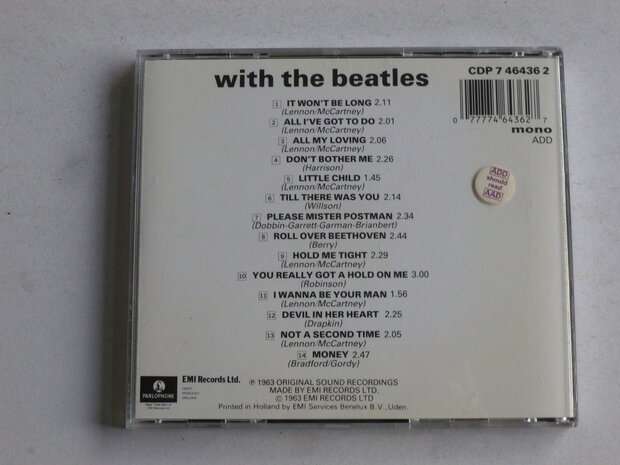 with the beatles
CDP 7 46436 2
0 77774 64362 7
mono
ADD
ADD
should
read
AAD
1 IT WON'T BE LONG 2.11
(Lennon/McCartney)
2 ALL I'VE GOT TO DO 2.01
(Lennon/McCartney)
3 ALL MY LOVING 2.06
(Lennon/McCartney)
4 DON'T BOTHER ME 2.26
(Harrison)
5 LITTLE CHILD 1.45
(Lennon/McCartney)
6 TILL THERE WAS YOU 2.14
(Willson)
7 PLEASE MISTER POSTMAN 2.34
(Dobbin-Garrett-Garman-Brianbert)
8 ROLL OVER BEETHOVEN 2.44
(Berry)
9 HOLD ME TIGHT 2.29
(Lennon/McCartney)
10 YOU REALLY GOT A HOLD ON ME 3.00
(Robinson)
11 I WANNA BE YOUR MAN 1.56
(Lennon/McCartney)
12 DEVIL IN HER HEART 2.25
(Drapkin)
13 NOT A SECOND TIME 2.05
(Lennon/McCartney)
14 MONEY 2.47
(Bradford/Gordy)
PARLOPHONE
EMI Records Ltd.
℗ 1963 ORIGINAL SOUND RECORDINGS
MADE BY EMI RECORDS LTD.
© 1963 EMI RECORDS LTD
Printed in Holland by EMI Services Benelux B.V., Uden.